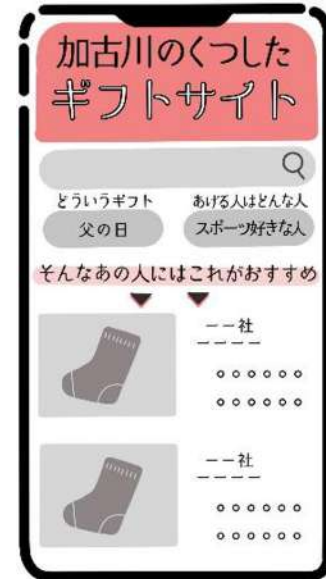 加古川のくつした
ギフトサイト
どういうギフト
あげる人はどんな人
父の日
スポーツ好きな人
そんなあの人にはこれがおすすめ
ーー社
ーーーー
○○○○○○
○○○○○○
ーー社
ーーーー
○○○○○○
○○○○○○